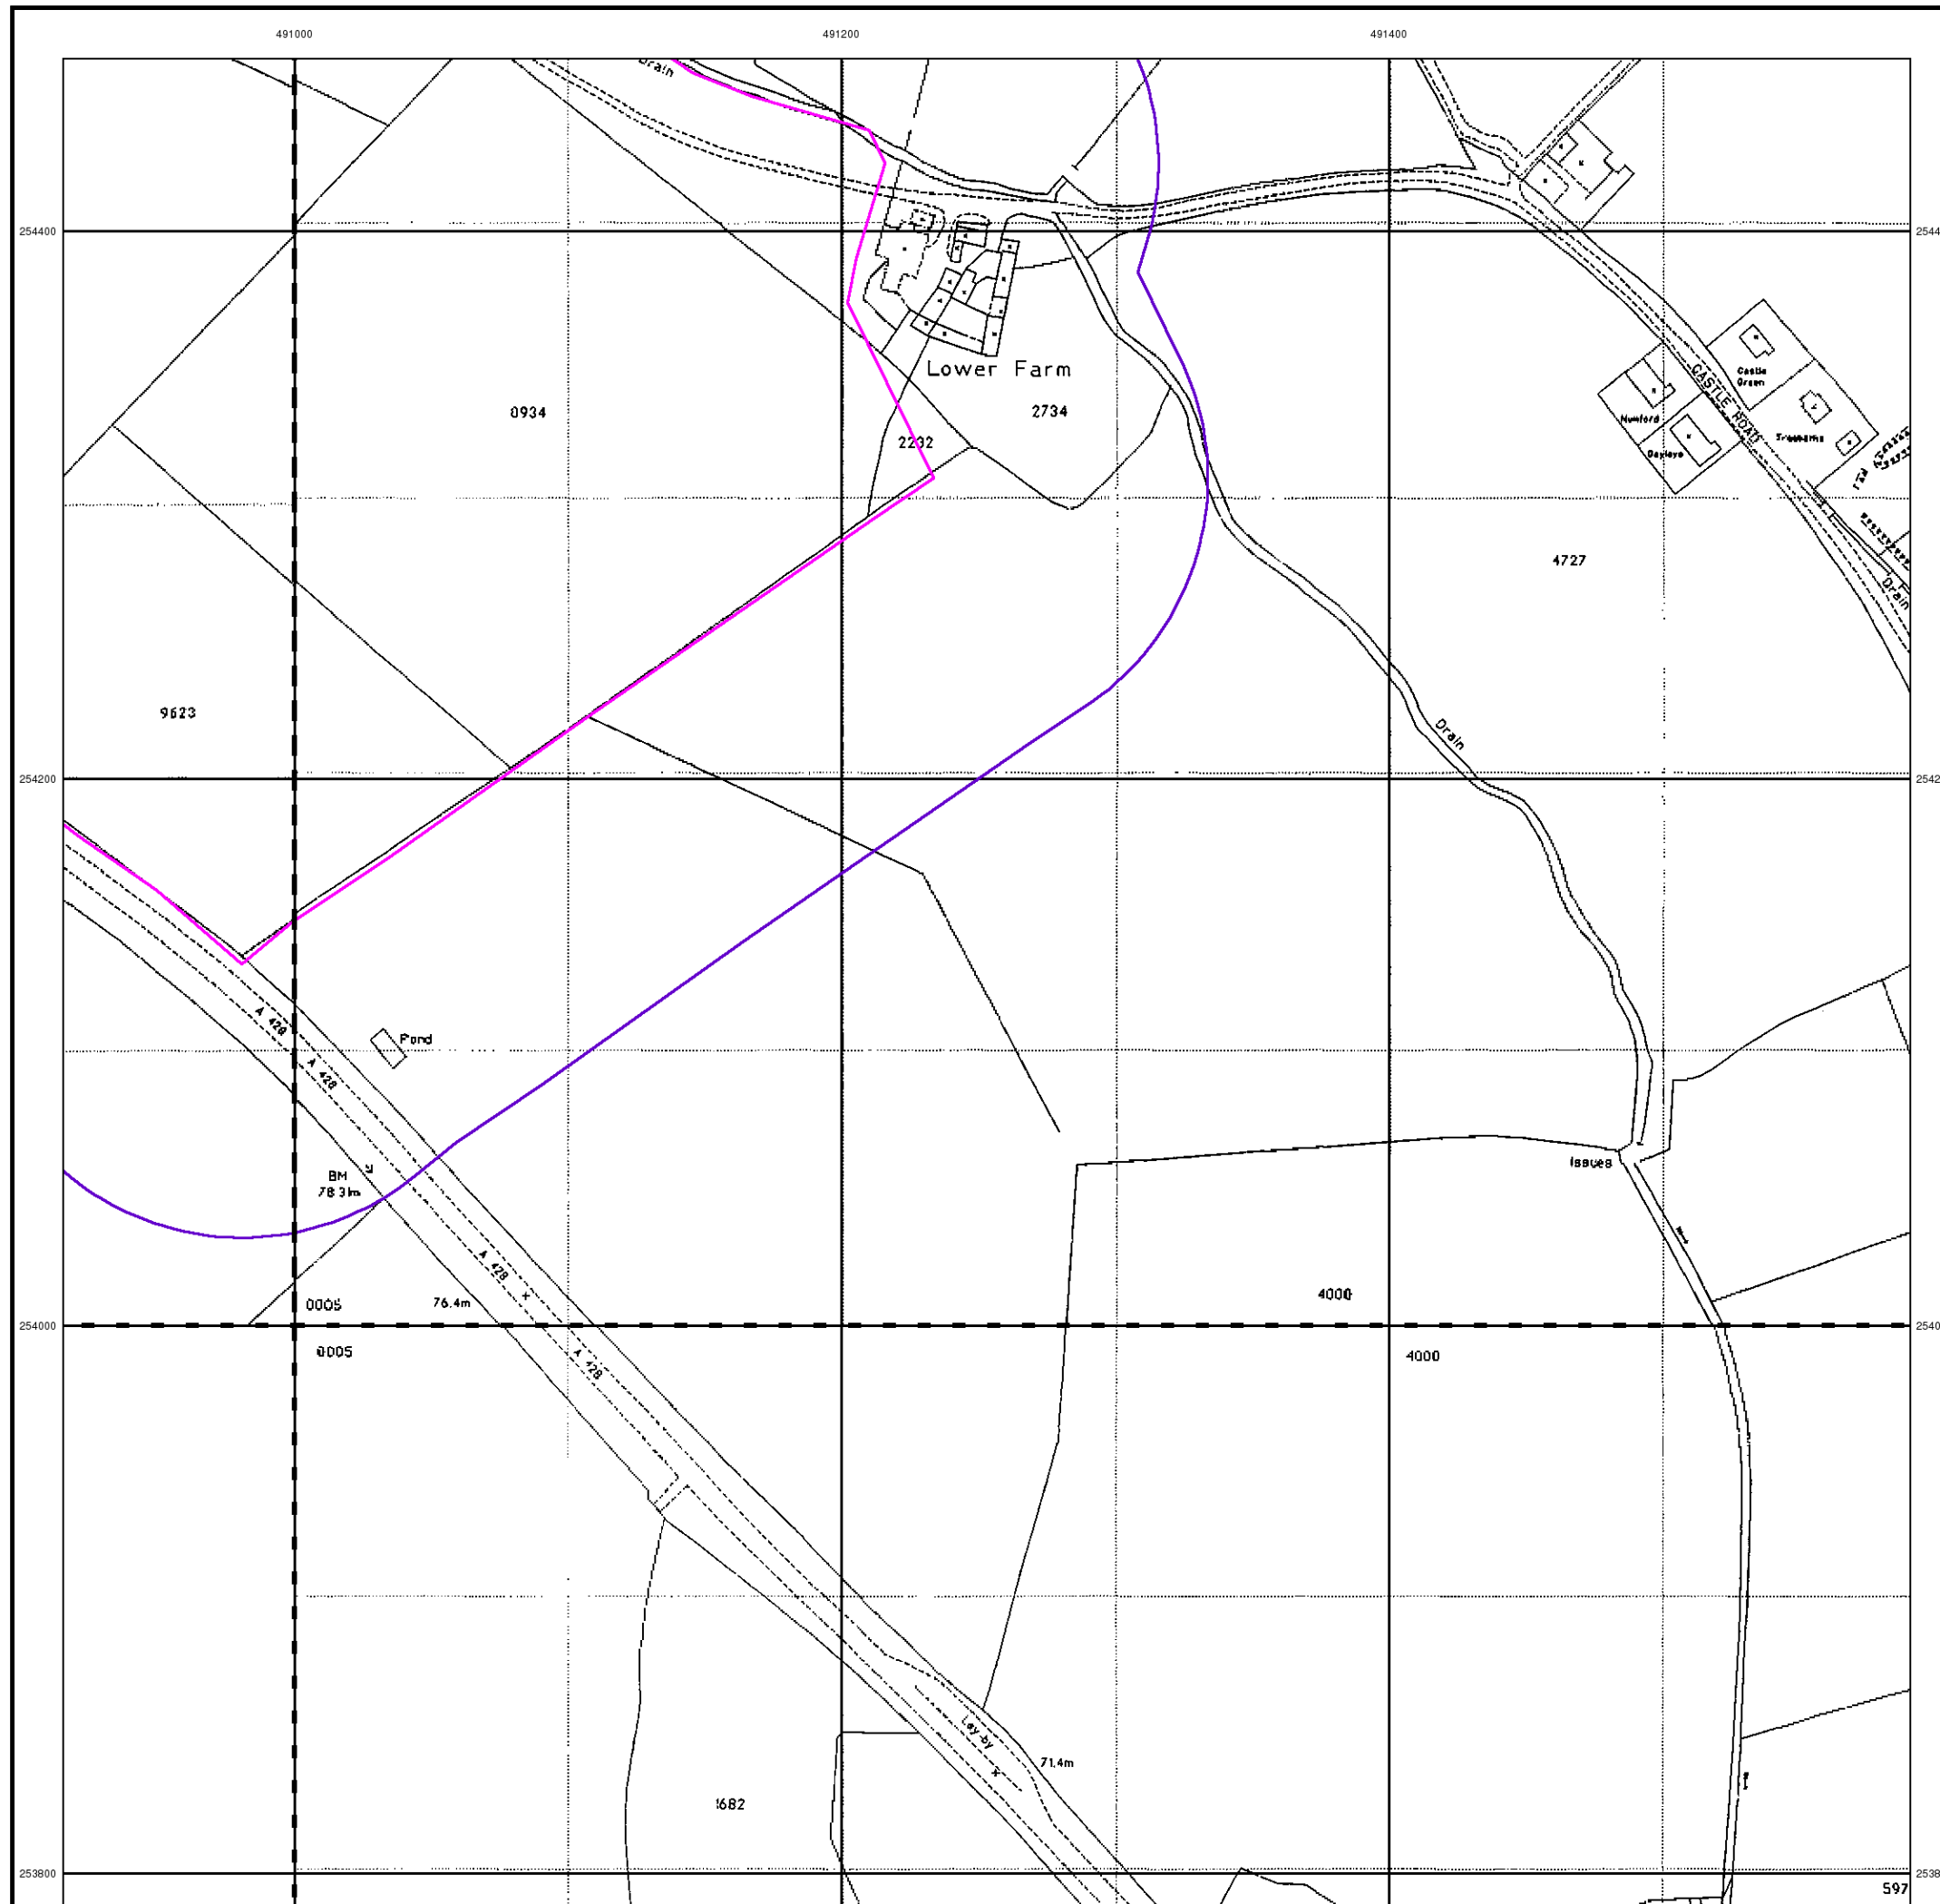 491000
491200
491400
Drain
254400
Lower Farm
0934
2734
2232
CASTLE ROAD
Castle
Green
Mumford
4727
Drain
9623
Drain
254200
A 428
Pond
A 428
BM
78.31m
Issues
A 428
0005
76.4m
4000
254000
0005
A 428
4000
Lay-by
71.4m
1682
253800
597